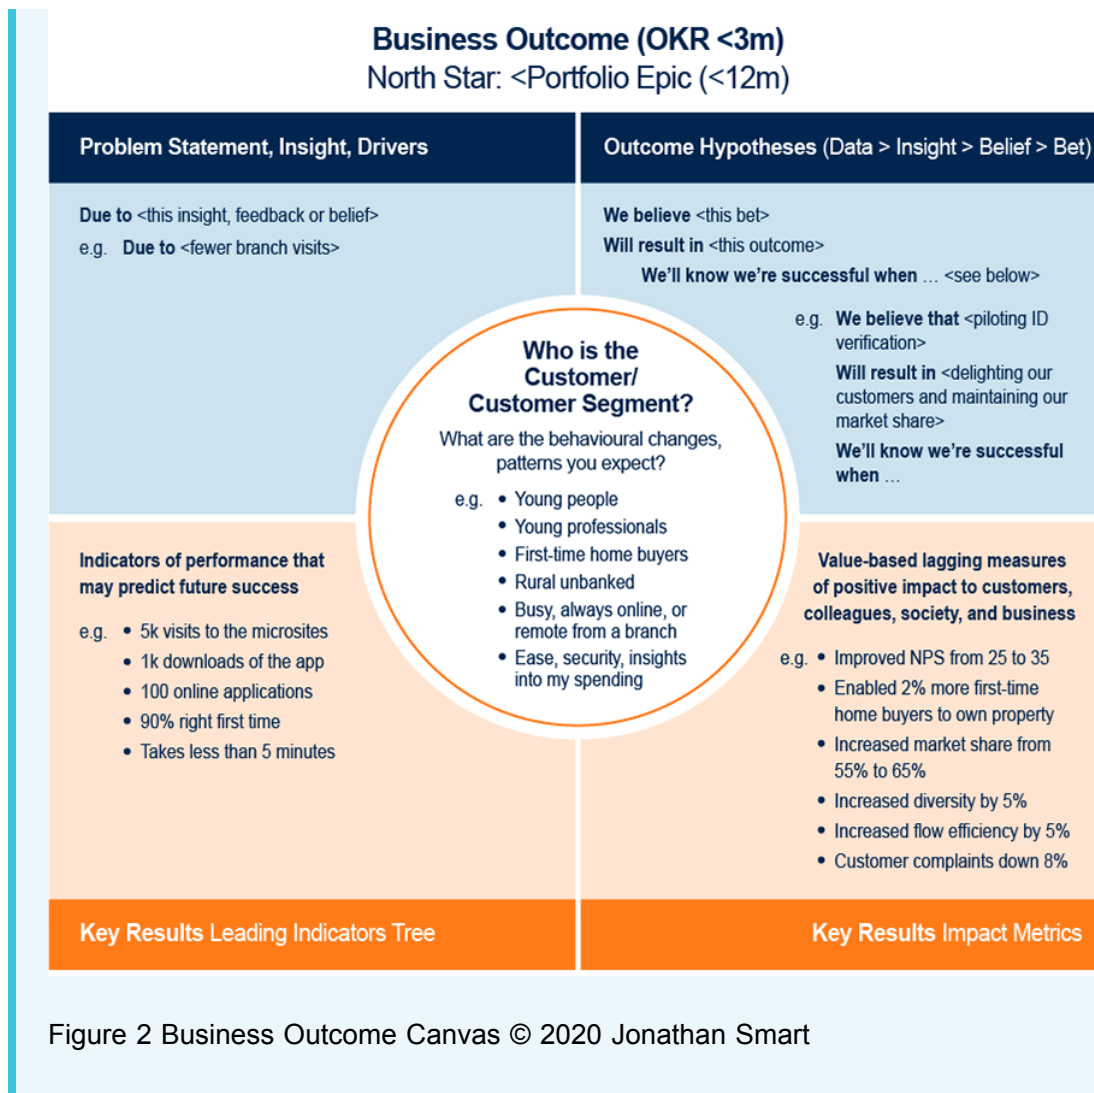 Business Outcome (OKR <3m)
North Star: <Portfolio Epic (<12m)
Problem Statement, Insight, Drivers
Due to <this insight, feedback or belief>
e.g. Due to <fewer branch visits>
Outcome Hypotheses (Data > Insight > Belief > Bet)
We believe <this bet>
Will result in <this outcome>
We'll know we're successful when … <see below>
e.g. We believe that <piloting ID
verification>
Will result in <delighting our
customers and maintaining our
market share>
We'll know we're successful
when …
Who is the
Customer/
Customer Segment?
What are the behavioural changes,
patterns you expect?
e.g. • Young people
• Young professionals
• First-time home buyers
• Rural unbanked
• Busy, always online, or
remote from a branch
• Ease, security, insights
into my spending
Indicators of performance that
may predict future success
e.g. • 5k visits to the microsites
• 1k downloads of the app
• 100 online applications
• 90% right first time
• Takes less than 5 minutes
Key Results Leading Indicators Tree
Value-based lagging measures
of positive impact to customers,
colleagues, society, and business
e.g. • Improved NPS from 25 to 35
• Enabled 2% more first-time
home buyers to own property
• Increased market share from
55% to 65%
• Increased diversity by 5%
• Increased flow efficiency by 5%
• Customer complaints down 8%
Key Results Impact Metrics
Figure 2 Business Outcome Canvas © 2020 Jonathan Smart